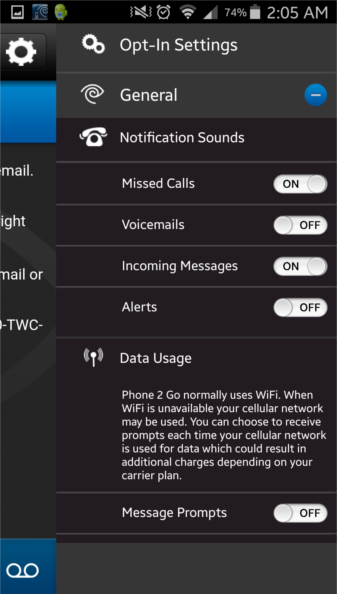 74% 2:05 AM
Opt-In Settings
General
Notification Sounds
email.
Missed Calls ON
ight
Voicemails OFF
mail or
Incoming Messages ON
Alerts OFF
0-TWC-
Data Usage
Phone 2 Go normally uses WiFi. When
WiFi is unavailable your cellular network
may be used. You can choose to receive
prompts each time your cellular network
is used for data which could result in
additional charges depending on your
carrier plan.
Message Prompts OFF